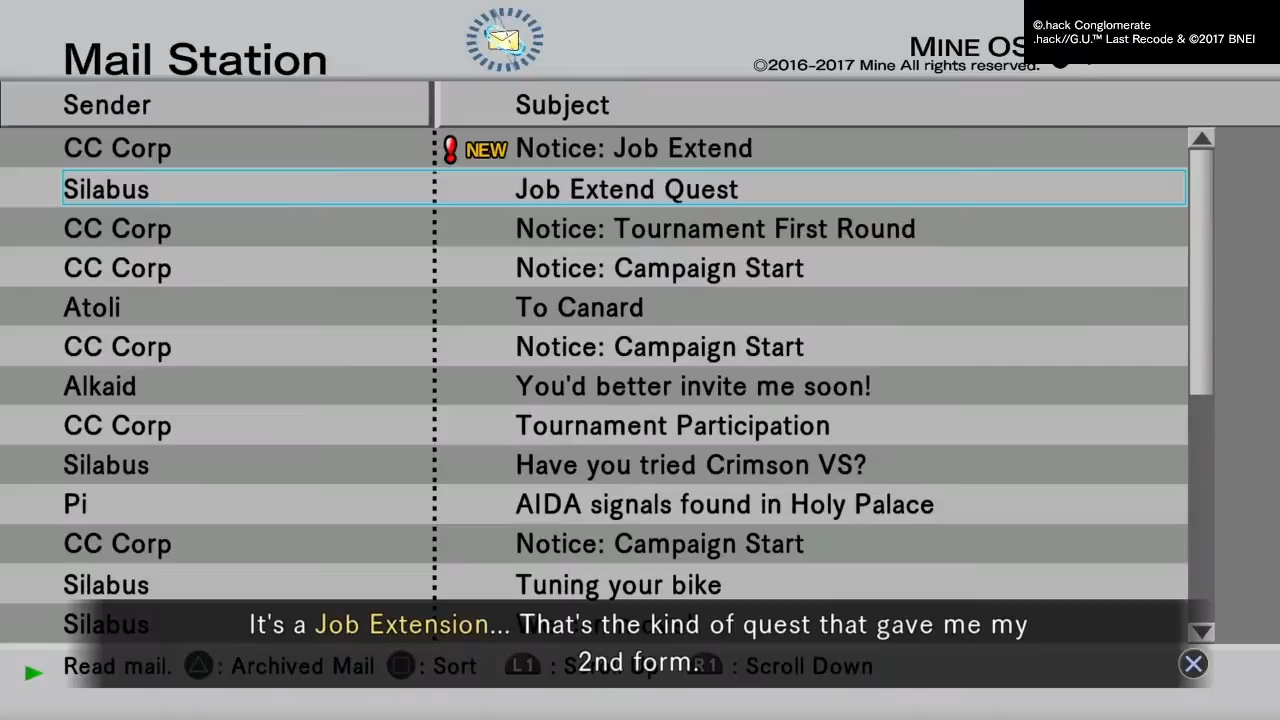 ©.hack Conglomerate
.hack//G.U.™ Last Recode & ©2017 BNEI
Mail Station
MINE OS
©2016-2017 Mine All rights reserved.
Sender Subject
CC Corp NEW Notice: Job Extend
Silabus Job Extend Quest
CC Corp Notice: Tournament First Round
CC Corp Notice: Campaign Start
Atoli To Canard
CC Corp Notice: Campaign Start
Alkaid You'd better invite me soon!
CC Corp Tournament Participation
Silabus Have you tried Crimson VS?
Pi AIDA signals found in Holy Palace
CC Corp Notice: Campaign Start
Silabus Tuning your bike
Silabus
It's a Job Extension... That's the kind of quest that gave me my
2nd form.
Read mail. : Archived Mail : Sort L1 : Scroll Up R1 : Scroll Down